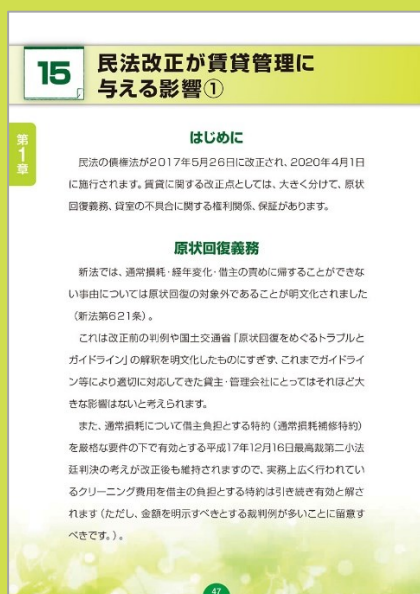 15
民法改正が賃貸管理に
与える影響①
第1章
はじめに
民法の債権法が2017年5月26日に改正され、2020年4月1日
に施行されます。賃貸に関する改正点としては、大きく分けて、原状
回復義務、貸室の不具合に関する権利関係、保証があります。
原状回復義務
新法では、通常損耗・経年変化・借主の責めに帰することができな
い事由については原状回復の対象外であることが明文化されました
（新法第621条）。
これは改正前の判例や国土交通省「原状回復をめぐるトラブルと
ガイドライン」の解釈を明文化したものにすぎず、これまでガイドライ
ン等により適切に対応してきた貸主・管理会社にとってはそれほど大
きな影響はないと考えられます。
また、通常損耗について借主負担とする特約（通常損耗補修特約）
を厳格な要件の下で有効とする平成17年12月16日最高裁第二小法
廷判決の考えが改正後も維持されますので、実務上広く行われてい
るクリーニング費用を借主の負担とする特約は引き続き有効と解さ
れます（ただし、金額を明示すべきとする裁判例が多いことに留意す
べきです。）。
47